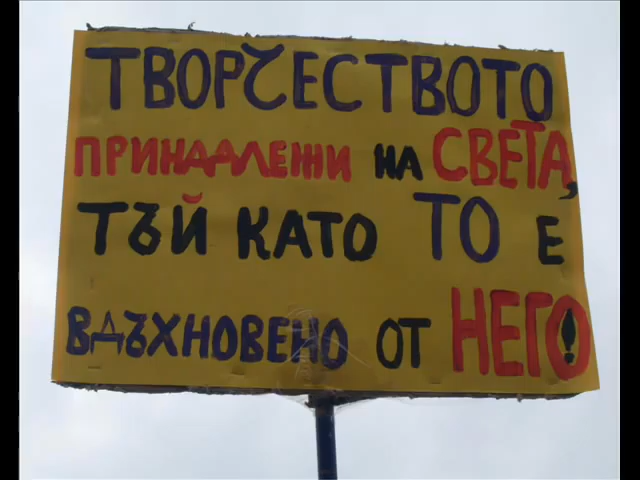 ТВОРЧЕСТВОТО
ПРИНАДЛЕЖИ НА СВЕТА,
ТЪЙ КАТО ТО Е
ВДЪХНОВЕНО ОТ НЕГО!